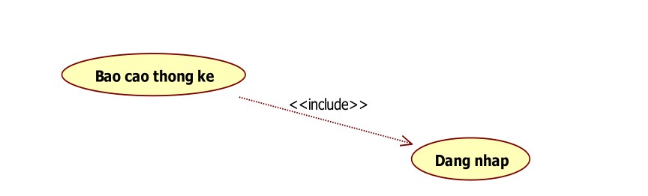 Bao cao thong ke
<<include>>
Dang nhap